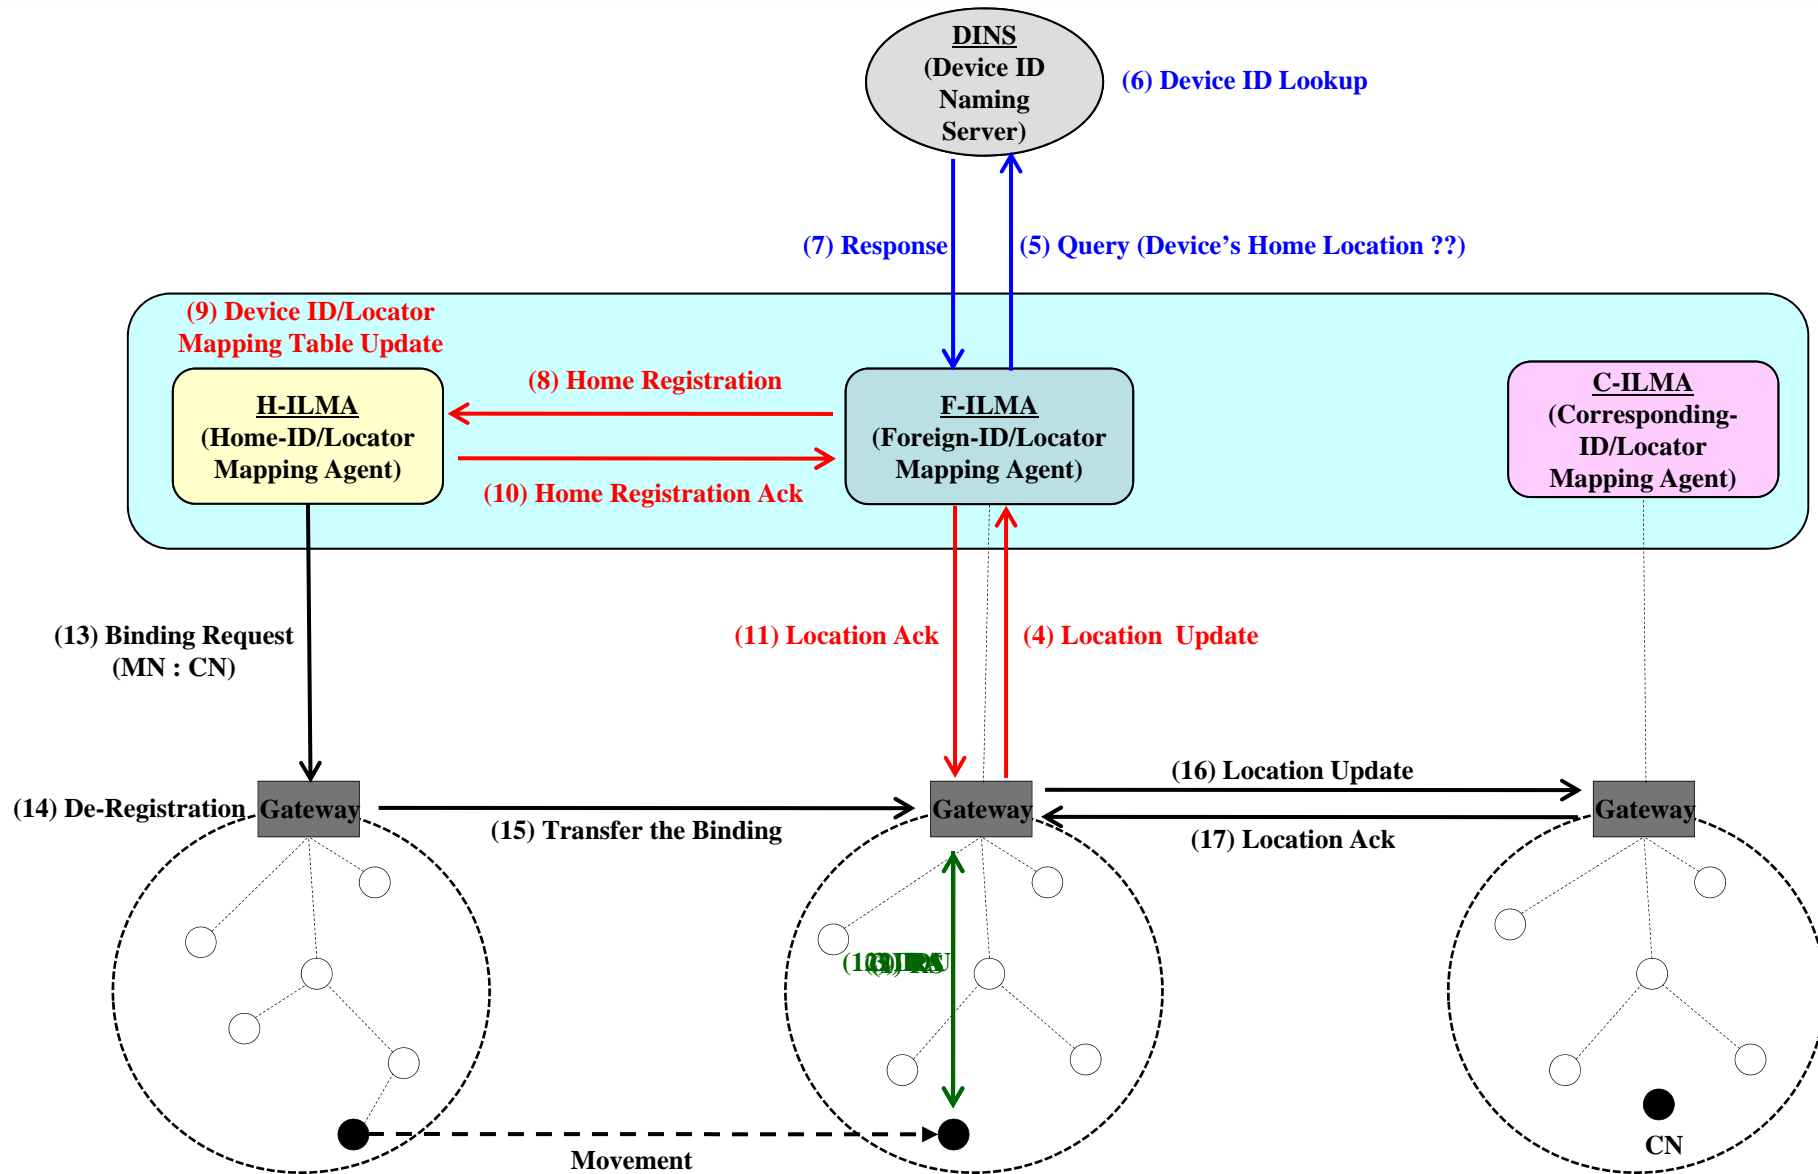 DINS
(Device ID
Naming
Server)
(6) Device ID Lookup
(7) Response
(5) Query (Device’s Home Location ??)
(9) Device ID/Locator
Mapping Table Update
(8) Home Registration
H-ILMA
(Home-ID/Locator
Mapping Agent)
F-ILMA
(Foreign-ID/Locator
Mapping Agent)
C-ILMA
(Corresponding-
ID/Locator
Mapping Agent)
(10) Home Registration Ack
(13) Binding Request
(MN : CN)
(11) Location Ack
(4) Location Update
(14) De-Registration
Gateway
(15) Transfer the Binding
Gateway
(16) Location Update
(17) Location Ack
Gateway
Movement
CN